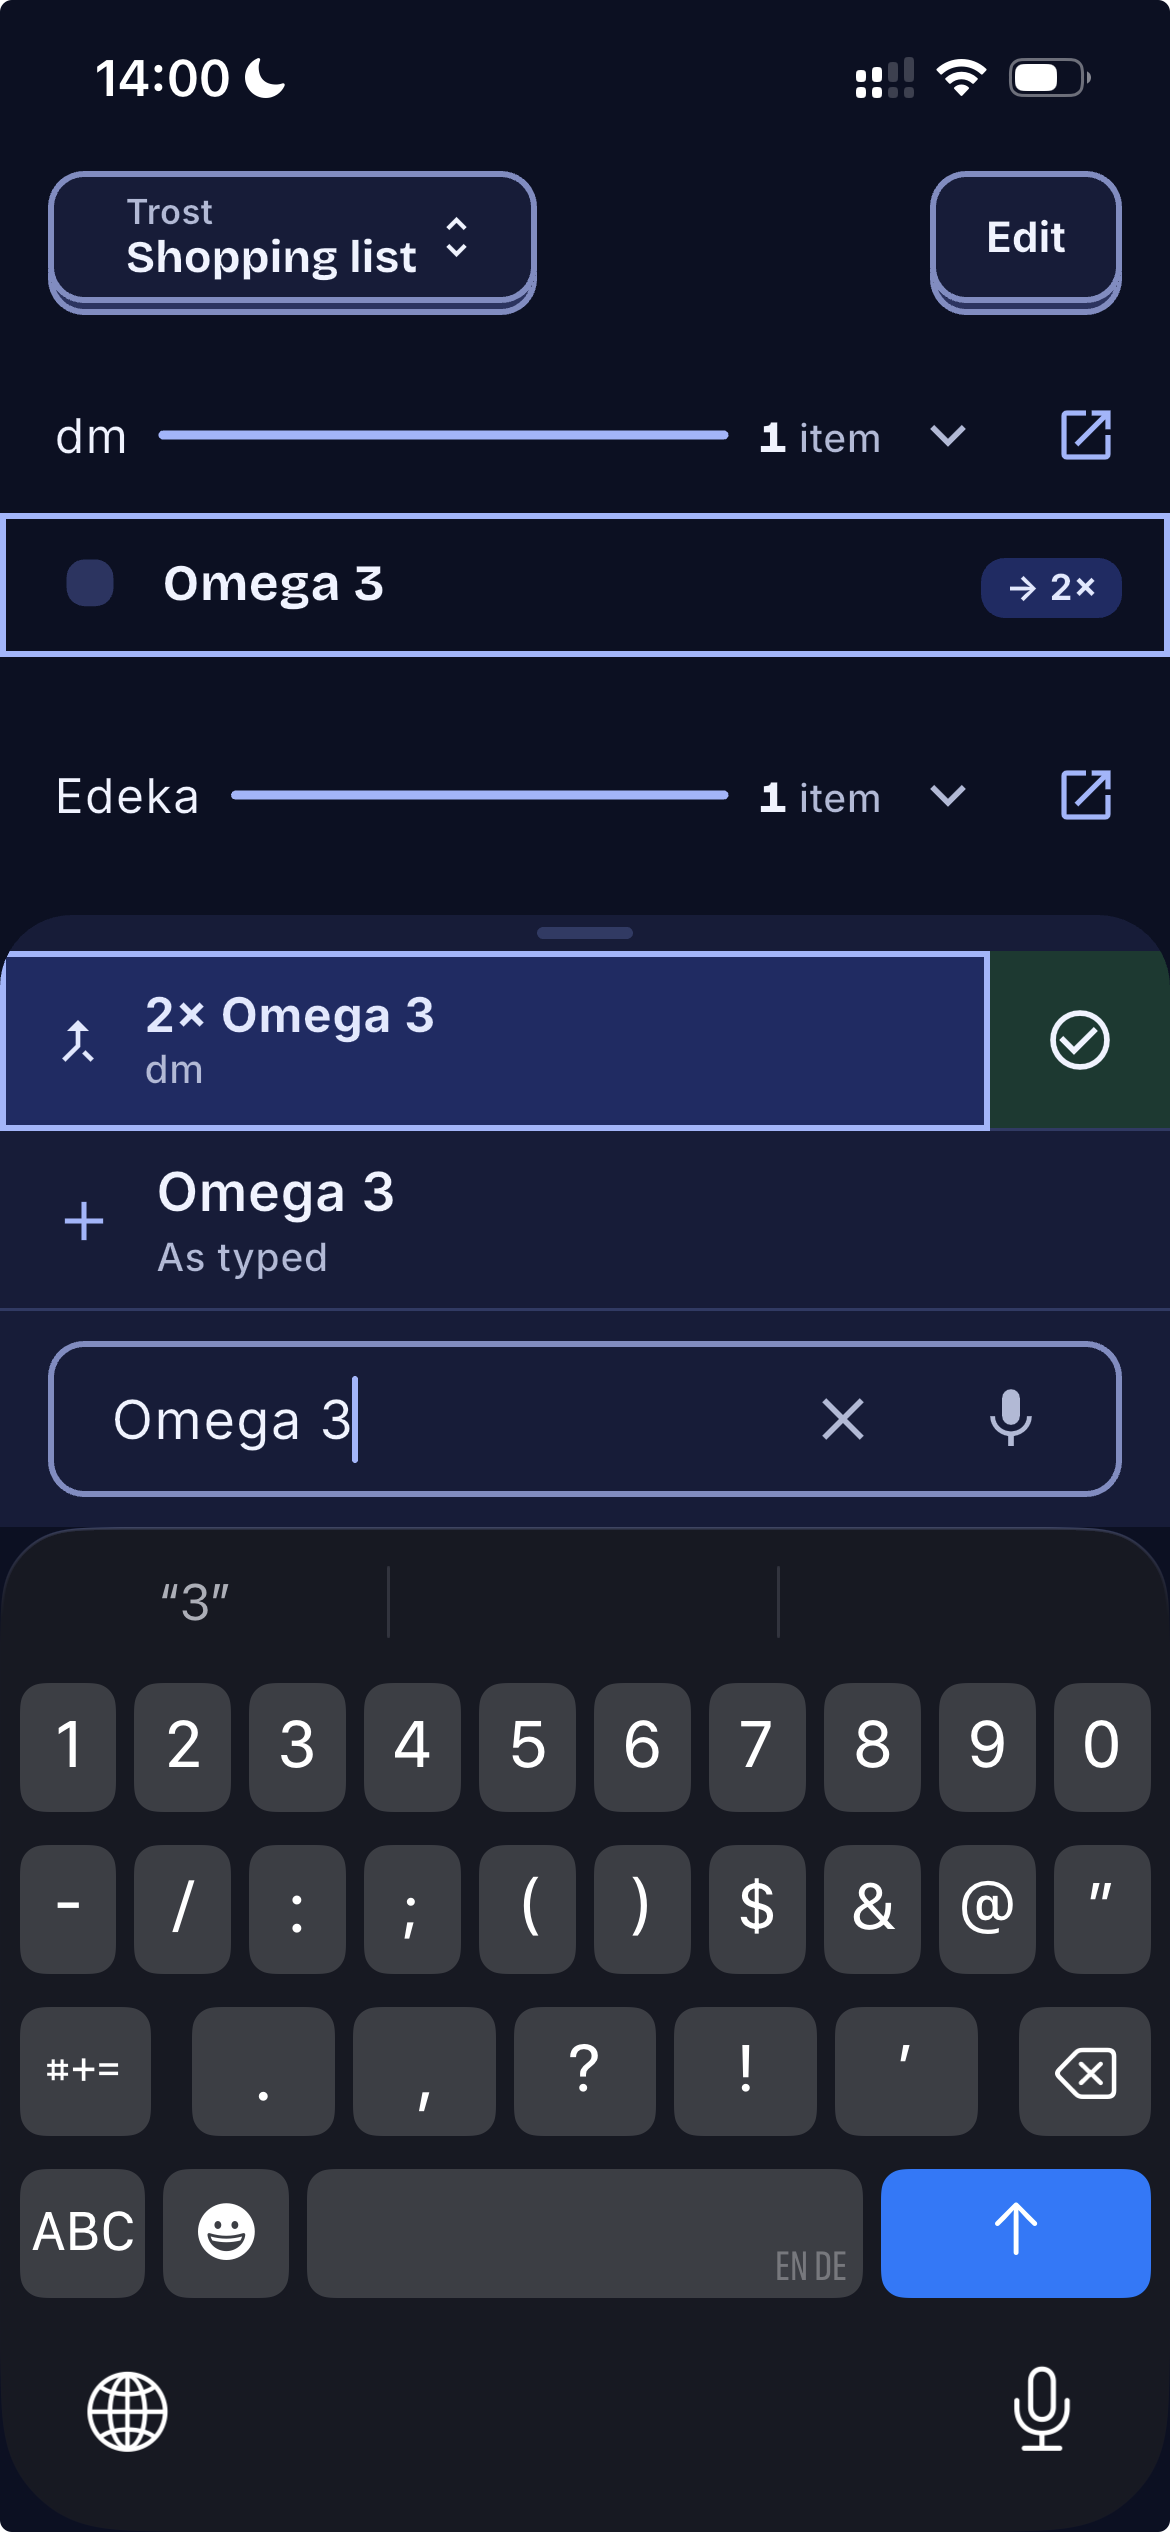 14:00
Trost
Shopping list
Edit
dm 1 item
Omega 3 → 2×
Edeka 1 item
2× Omega 3
dm
+ Omega 3
As typed
Omega 3
“3”
1 2 3 4 5 6 7 8 9 0
- / : ; ( ) $ & @ "
#+= . , ? ! '
ABC EN DE